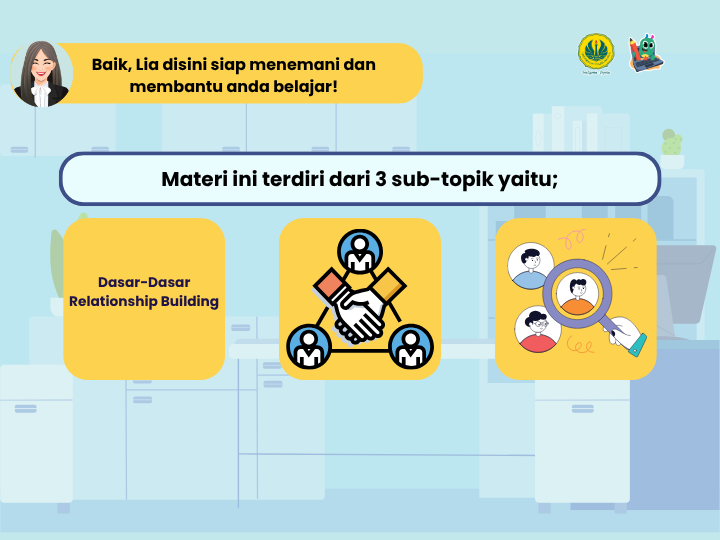 Baik, Lia disini siap menemani dan
membantu anda belajar!
Materi ini terdiri dari 3 sub-topik yaitu;
Dasar-Dasar
Relationship Building